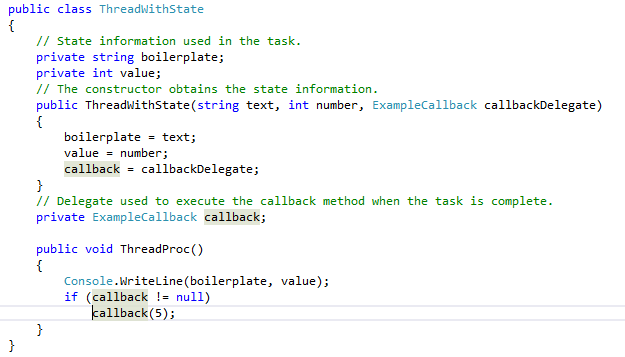 public class ThreadWithState
{
    // State information used in the task.
    private string boilerplate;
    private int value;
    // The constructor obtains the state information.
    public ThreadWithState(string text, int number, ExampleCallback callbackDelegate)
    {
        boilerplate = text;
        value = number;
        callback = callbackDelegate;
    }
    // Delegate used to execute the callback method when the task is complete.
    private ExampleCallback callback;

    public void ThreadProc()
    {
        Console.WriteLine(boilerplate, value);
        if (callback != null)
            callback(5);
    }
}